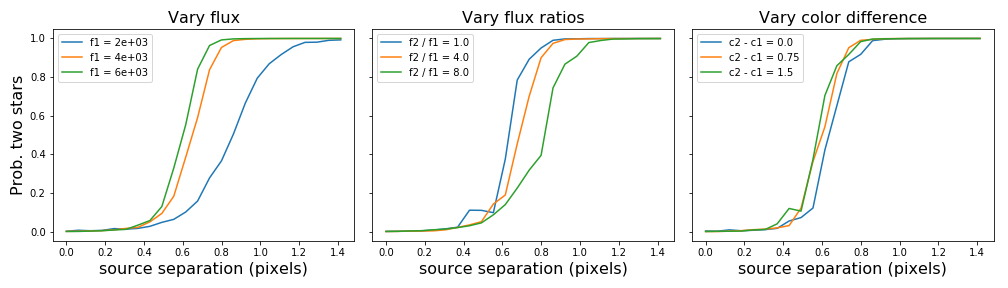 Vary flux
Vary flux ratios
Vary color difference
Prob. two stars
1.0
0.8
0.6
0.4
0.2
0.0
f1 = 2e+03
f1 = 4e+03
f1 = 6e+03
0.0 0.2 0.4 0.6 0.8 1.0 1.2 1.4
source separation (pixels)
f2 / f1 = 1.0
f2 / f1 = 4.0
f2 / f1 = 8.0
0.0 0.2 0.4 0.6 0.8 1.0 1.2 1.4
source separation (pixels)
c2 - c1 = 0.0
c2 - c1 = 0.75
c2 - c1 = 1.5
0.0 0.2 0.4 0.6 0.8 1.0 1.2 1.4
source separation (pixels)